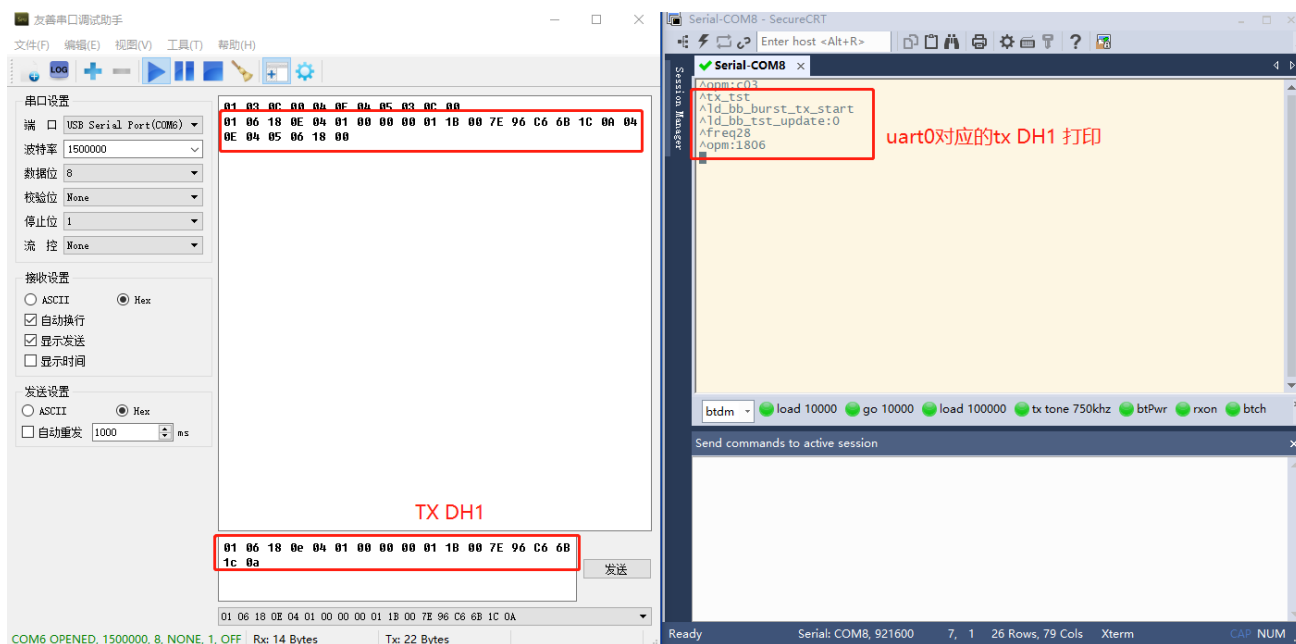 友善串口调试助手
文件(F) 编辑(E) 视图(V) 工具(T) 帮助(H)
LOG
串口设置
端 口 USB Serial Port(COM6)
波特率 1500000
数据位 8
校验位 None
停止位 1
流 控 None
接收设置
ASCII Hex
自动换行
显示发送
显示时间
发送设置
ASCII Hex
自动重发 1000 ms
01 03 0C 00 04 0E 04 05 03 0C 00
01 06 18 0E 04 01 00 00 00 01 1B 00 7E 96 C6 6B 1C 0A 04
0E 04 05 06 18 00
TX DH1
01 06 18 0e 04 01 00 00 00 01 1B 00 7E 96 C6 6B
1c 0a
发送
01 06 18 0E 04 01 00 00 00 01 1B 00 7E 96 C6 6B 1C 0A
COM6 OPENED, 1500000, 8, NONE, 1, OFF Rx: 14 Bytes Tx: 22 Bytes
Serial-COM8 - SecureCRT
Enter host <Alt+R>
Session Manager
Serial-COM8
^opm:c03
^tx_tst
^ld_bb_burst_tx_start
^ld_bb_tst_update:0
^freq28
^opm:1806
uart0对应的tx DH1 打印
btdm load 10000 go 10000 load 100000 tx tone 750khz btPwr rxon btch
Send commands to active session
Ready Serial: COM8, 921600 7, 1 26 Rows, 79 Cols Xterm CAP NUM